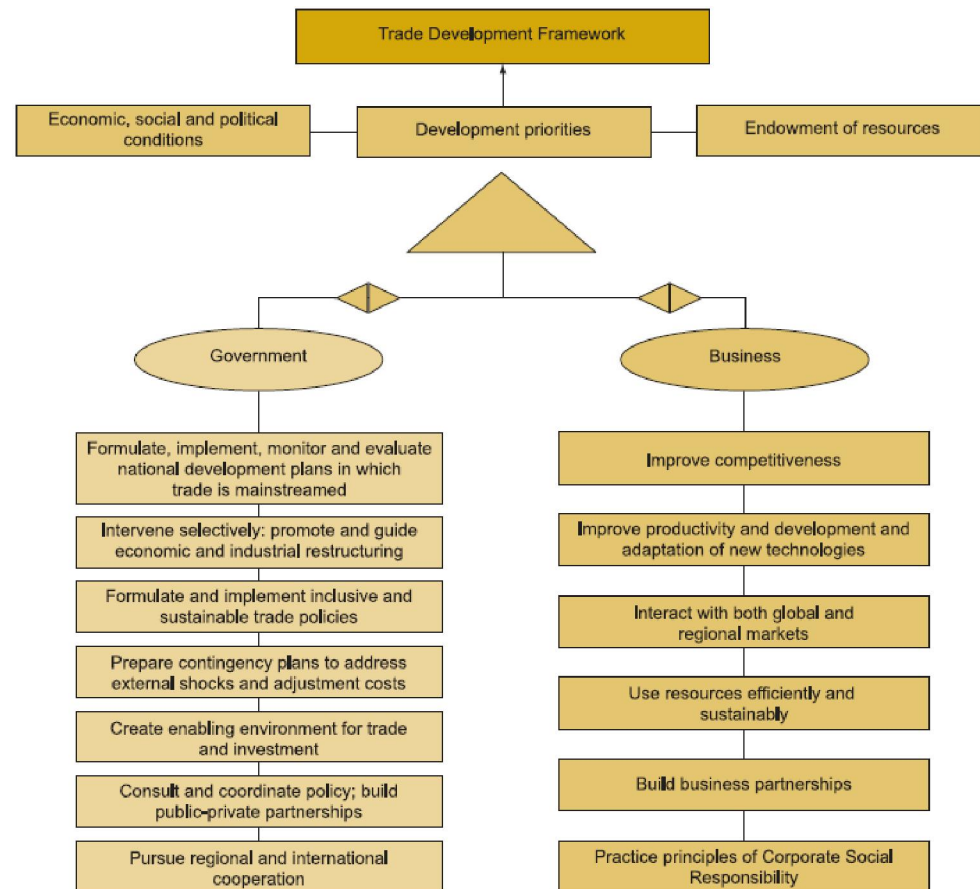 Trade Development Framework
Economic, social and political
conditions
Development priorities
Endowment of resources
Government
Business
Formulate, implement, monitor and evaluate
national development plans in which
trade is mainstreamed
Intervene selectively: promote and guide
economic and industrial restructuring
Formulate and implement inclusive and
sustainable trade policies
Prepare contingency plans to address
external shocks and adjustment costs
Create enabling environment for trade
and investment
Consult and coordinate policy; build
public-private partnerships
Pursue regional and international
cooperation
Improve competitiveness
Improve productivity and development and
adaptation of new technologies
Interact with both global and
regional markets
Use resources efficiently and
sustainably
Build business partnerships
Practice principles of Corporate Social
Responsibility